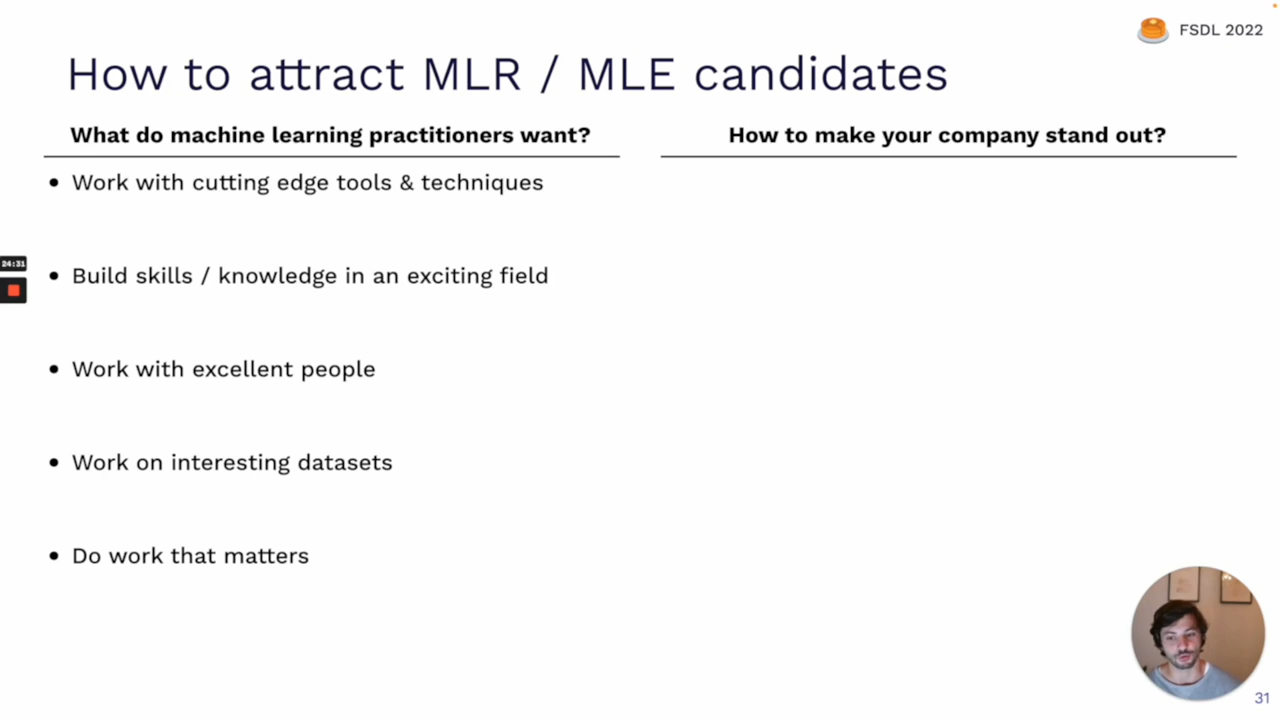 FSDL 2022
How to attract MLR / MLE candidates
What do machine learning practitioners want?
How to make your company stand out?
• Work with cutting edge tools & techniques
24:31
• Build skills / knowledge in an exciting field
• Work with excellent people
• Work on interesting datasets
• Do work that matters
31